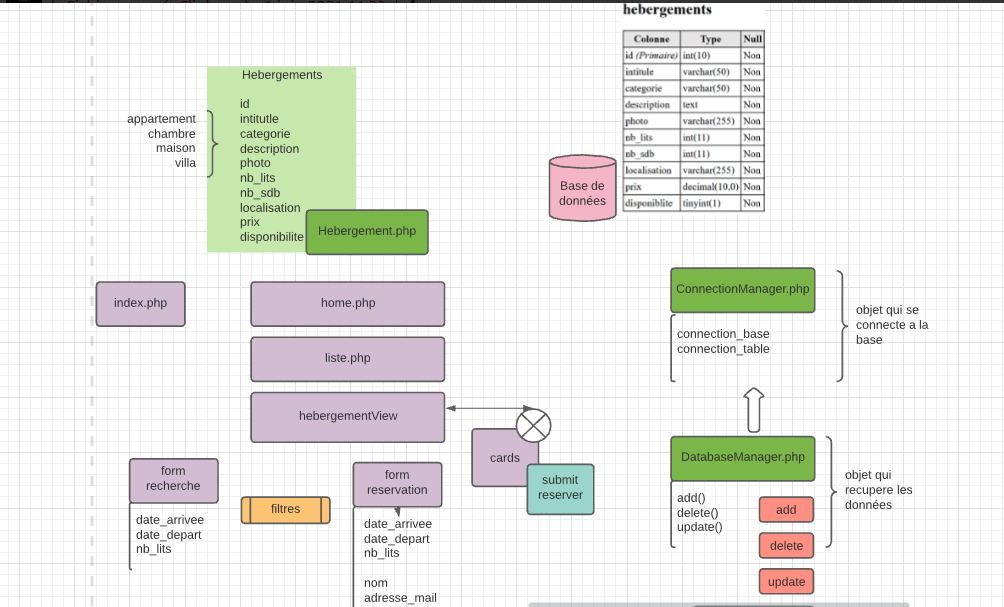 hebergements
Colonne Type Null
id (Primaire) int(10) Non
intitule varchar(50) Non
categorie varchar(50) Non
description text Non
photo varchar(255) Non
nb_lits int(11) Non
nb_sdb int(11) Non
localisation varchar(255) Non
prix decimal(10,0) Non
disponiblite tinyint(1) Non
Hebergements
id
intitutle
categorie
description
photo
nb_lits
nb_sdb
localisation
prix
disponibilite
appartement
chambre
maison
villa
Hebergement.php
Base de
données
index.php
home.php
liste.php
hebergementView
ConnectionManager.php
connection_base
connection_table
objet qui se
connecte a la
base
cards
submit
reserver
form
recherche
date_arrivee
date_depart
nb_lits
filtres
form
reservation
date_arrivee
date_depart
nb_lits
nom
adresse_mail
DatabaseManager.php
add()
delete()
update()
add
delete
update
objet qui
recupere les
données